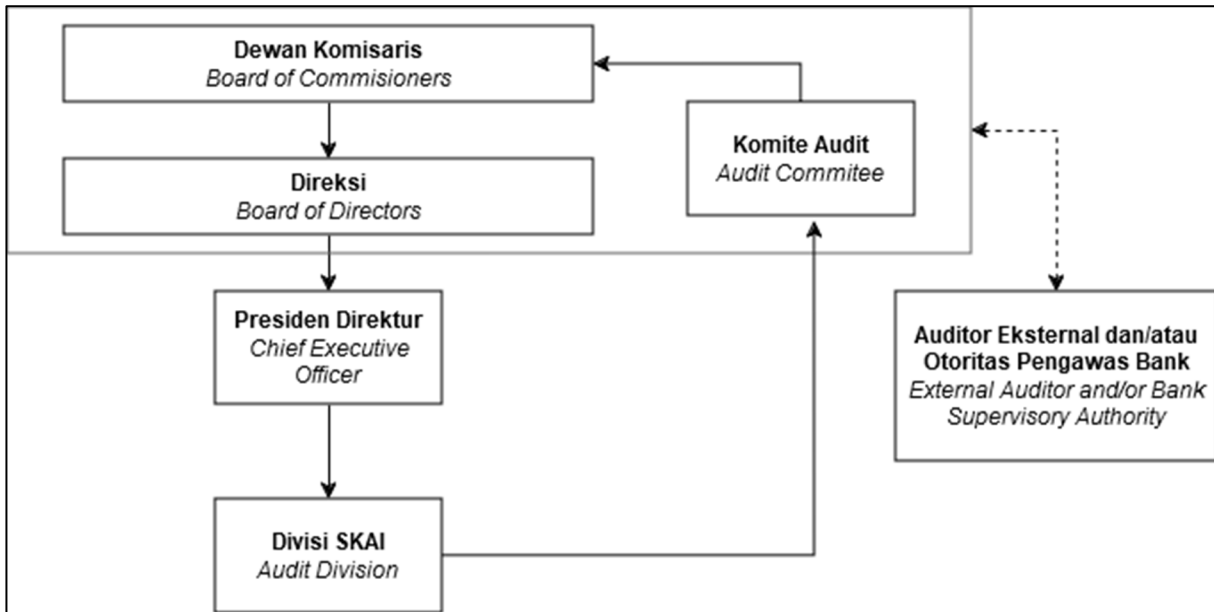 Dewan Komisaris
Board of Commisioners
Komite Audit
Audit Commitee
Direksi
Board of Directors
Presiden Direktur
Chief Executive
Officer
Auditor Eksternal dan/atau
Otoritas Pengawas Bank
External Auditor and/or Bank
Supervisory Authority
Divisi SKAI
Audit Division